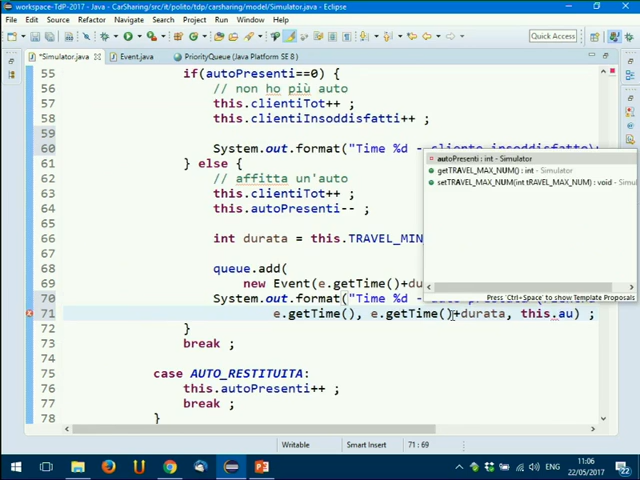 workspace-TdP-2017 - Java - CarSharing/src/it/polito/tdp/carsharing/model/Simulator.java - Eclipse
File Edit Source Refactor Navigate Search Project Run Window Help
Quick Access
*Simulator.java Event.java PriorityQueue (Java Platform SE 8 )
55 if(autoPresenti==0) {
56 // non ho più auto
57 this.clientiTot++ ;
58 this.clientiInsoddisfatti++ ;
59
60 System.out.format("Time %d - cliente insoddisfatto\
61 } else {
62 // affitta un'auto
63 this.clientiTot++ ;
64 this.autoPresenti-- ;
65
66 int durata = this.TRAVEL_MIN
67
68 queue.add(
69 new Event(e.getTime()+du
70 System.out.format("Time %d -
71 e.getTime(), e.getTime()+durata, this.au) ;
72 }
73 break ;
74
75 case AUTO_RESTITUITA:
76 this.autoPresenti++ ;
77 break ;
78 }
autoPresenti : int - Simulator
getTRAVEL_MAX_NUM() : int - Simulator
setTRAVEL_MAX_NUM(int tRAVEL_MAX_NUM) : void - Simul
Press 'Ctrl+Space' to show Template Proposals
Writable Smart Insert 71 : 69
ENG 11:06
22/05/2017 22